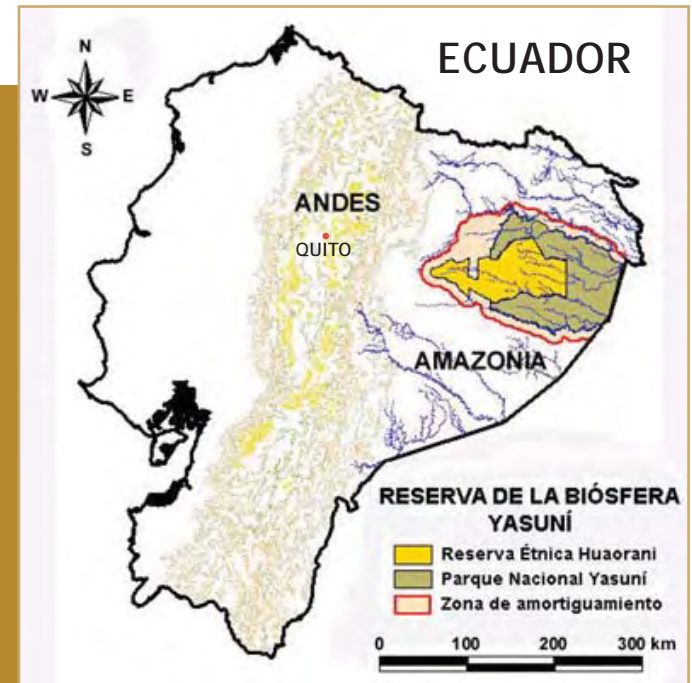 ECUADOR
N
W E
S
ANDES
QUITO
AMAZONIA
RESERVA DE LA BIÓSFERA
YASUNÍ
Reserva Étnica Huaorani
Parque Nacional Yasuní
Zona de amortiguamiento
0 100 200 300 km